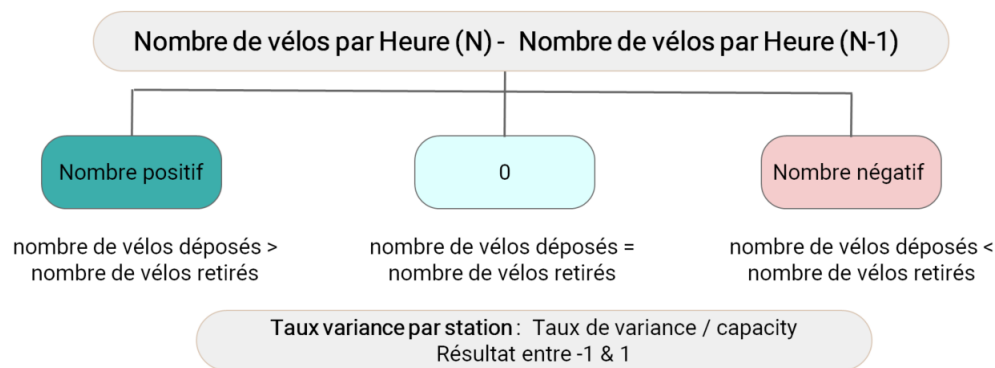 Nombre de vélos par Heure (N) - Nombre de vélos par Heure (N-1)
Nombre positif
0
Nombre négatif
nombre de vélos déposés >
nombre de vélos retirés
nombre de vélos déposés =
nombre de vélos retirés
nombre de vélos déposés <
nombre de vélos retirés
Taux variance par station : Taux de variance / capacity
Résultat entre -1 & 1